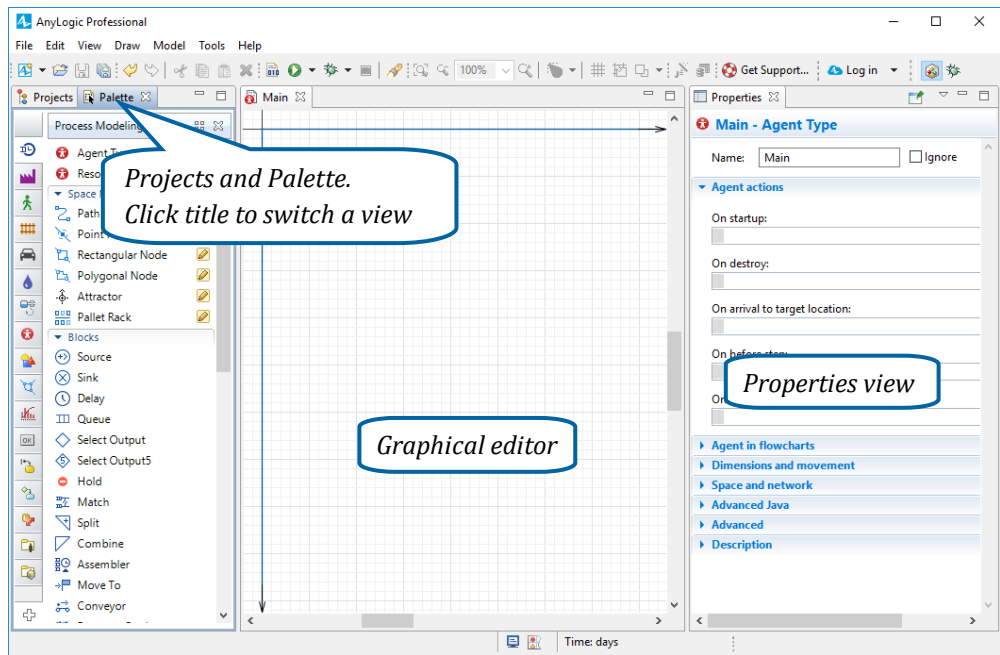 AnyLogic Professional
File Edit View Draw Model Tools Help
100% Get Support... Log in
Projects Palette
Main
Properties
Process Modeling
Main - Agent Type
Name: Main Ignore
Agent actions
On startup:
On destroy:
On arrival to target location:
On before step:
Projects and Palette.
Click title to switch a view
Path
Rectangular Node
Polygonal Node
Attractor
Pallet Rack
Blocks
Source
Sink
Delay
Queue
Select Output
Select Output5
Hold
Match
Split
Combine
Assembler
Move To
Conveyor
Graphical editor
Properties view
Agent in flowcharts
Dimensions and movement
Space and network
Advanced Java
Advanced
Description
Time: days